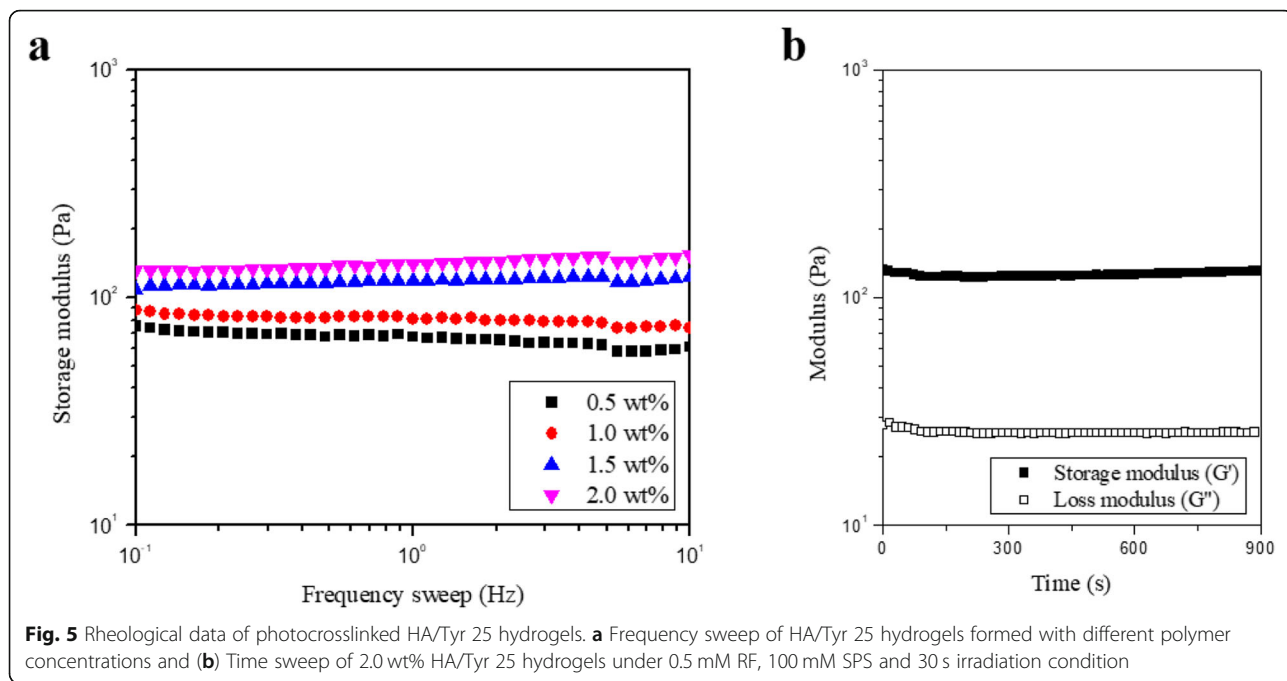 a
Storage modulus (Pa)
10³
10²
10¹
10⁻¹
10⁰
10¹
Frequency sweep (Hz)
0.5 wt%
1.0 wt%
1.5 wt%
2.0 wt%
b
Modulus (Pa)
10³
10²
10¹
0
300
600
900
Time (s)
Storage modulus (G')
Loss modulus (G")
Fig. 5 Rheological data of photocrosslinked HA/Tyr 25 hydrogels. a Frequency sweep of HA/Tyr 25 hydrogels formed with different polymer
concentrations and (b) Time sweep of 2.0 wt% HA/Tyr 25 hydrogels under 0.5 mM RF, 100 mM SPS and 30 s irradiation condition